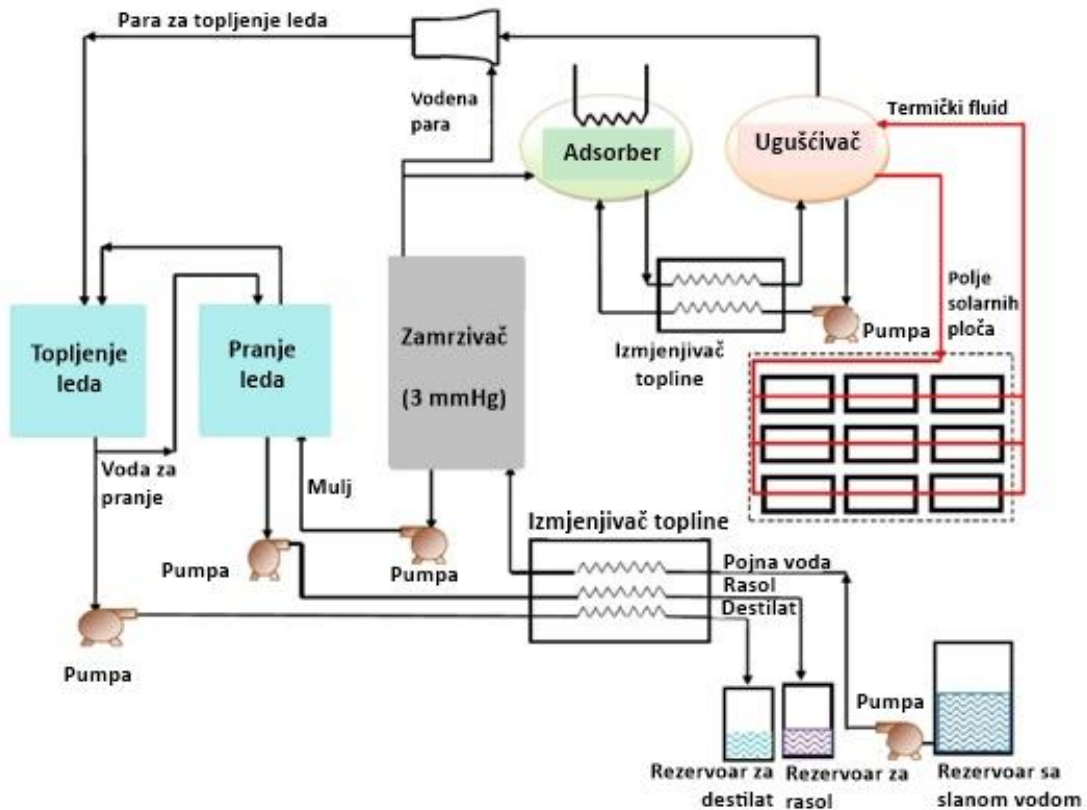 Para za topljenje leda
Vodena
para
Adsorber
Ugušćivač
Termički fluid
Polje
solarnih
ploča
Topljenje
leda
Pranje
leda
Zamrzivač
(3 mmHg)
Izmjenjivač
topline
Pumpa
Voda za
pranje
Mulj
Pumpa
Pumpa
Izmjenjivač topline
Pojna voda
Rasol
Destilat
Pumpa
Pumpa
Rezervoar za
destilat
Rezervoar za
rasol
Rezervoar sa
slanom vodom